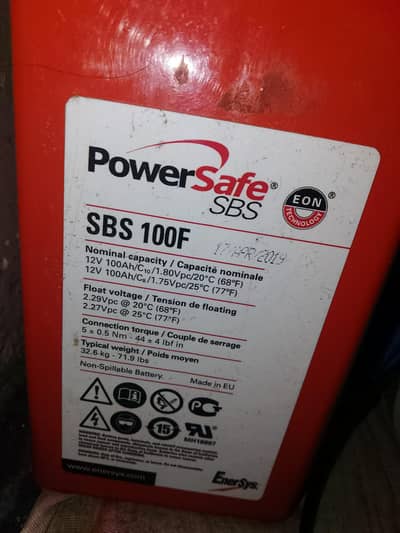 PowerSafe®
SBS
EON
TECHNOLOGY
SBS 100F
17/APR/2019
Nominal capacity / Capacité nominale
12V 100Ah/C10/1.80Vpc/20°C (68°F)
12V 100Ah/C8/1.75Vpc/25°C (77°F)
Float voltage / Tension de floating
2.29Vpc @ 20°C (68°F)
2.27Vpc @ 25°C (77°F)
Connection torque / Couple de serrage
5 ± 0.5 Nm - 44 ± 4 lbf in
Typical weight / Poids moyen
32.6 kg - 71.9 lbs
Non-Spillable Battery.
Made in EU
15
MH16897
www.enersys.com
EnerSys